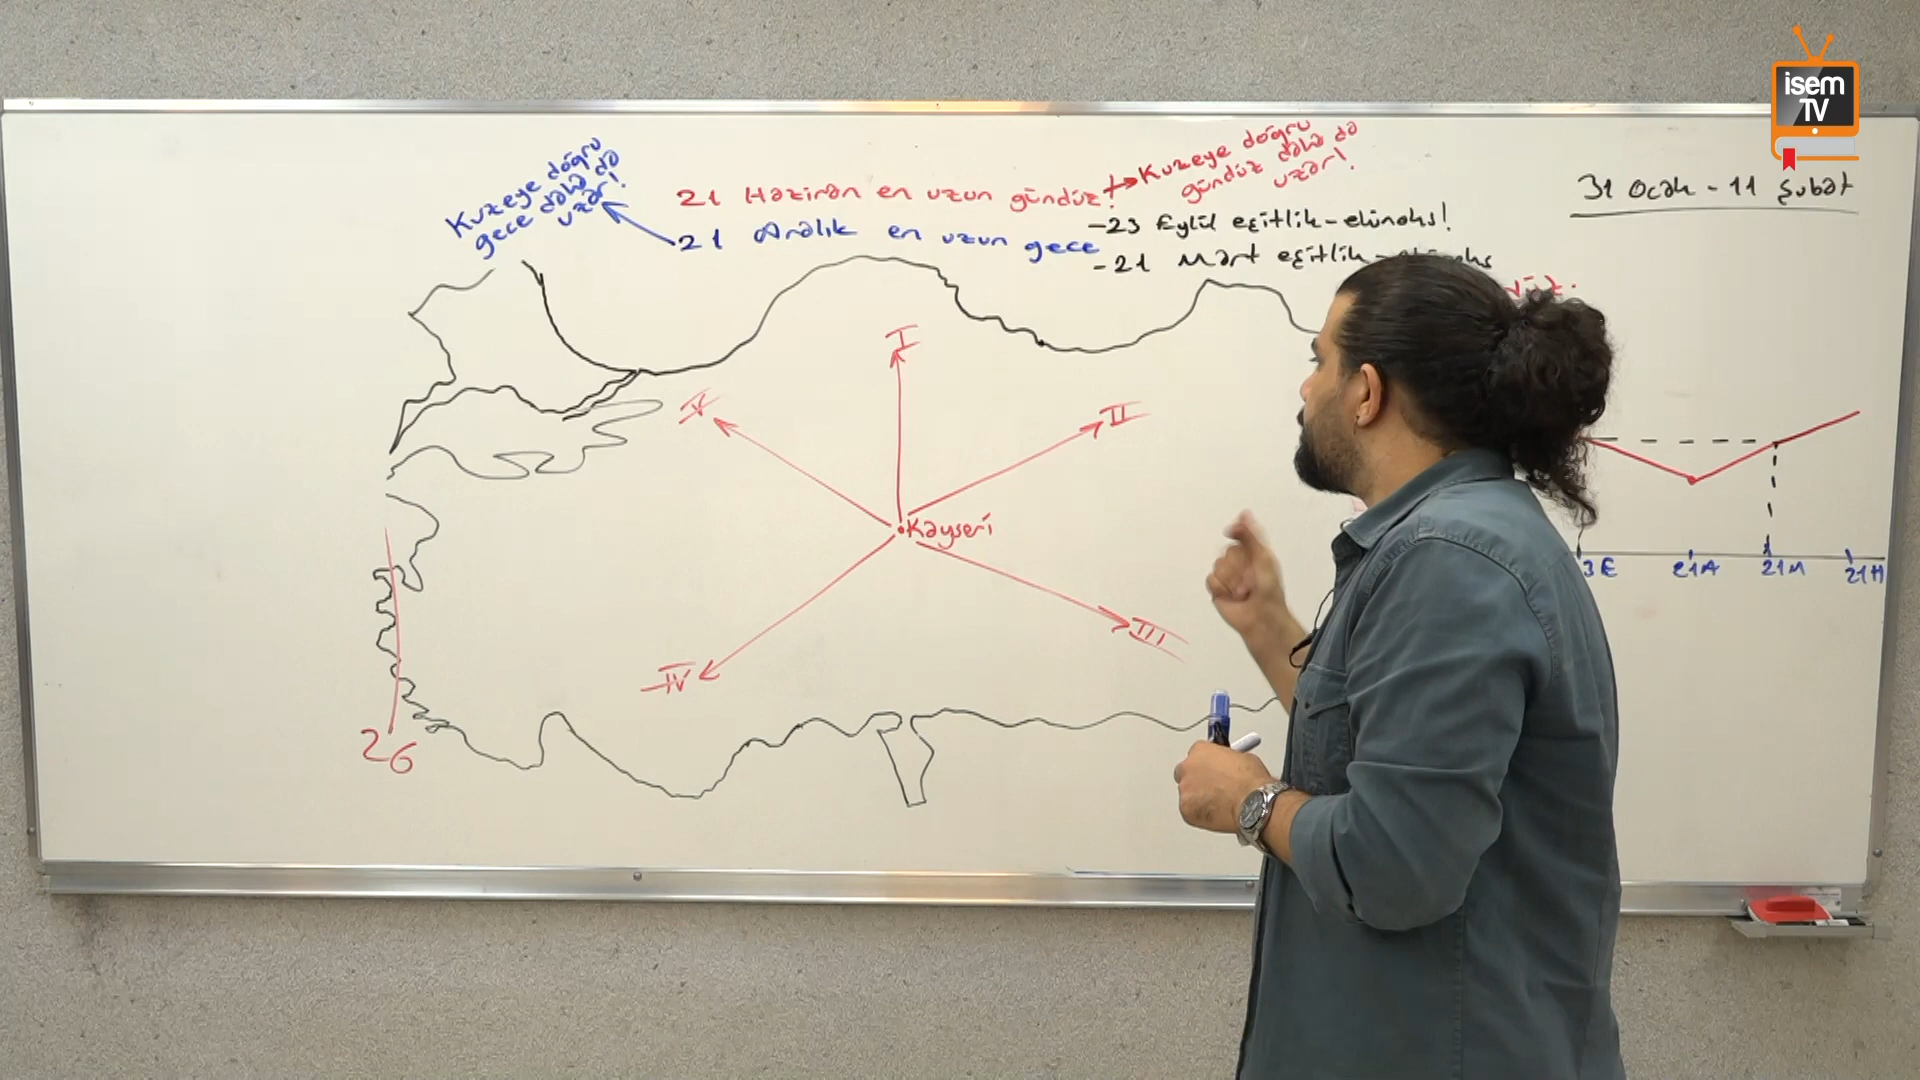 isem
TV
Kuzeye doğru
gece daha da
uzar!
21 Haziran en uzun gündüz!
Kuzeye doğru
gündüz daha da
uzar!
21 Aralık en uzun gece
-23 Eylül eşitlik-ekinoks!
-21 Mart eşitlik
31 Ocak - 11 Şubat
I
II
III
IV
V
Kayseri
26
3E
21A
21M
21H